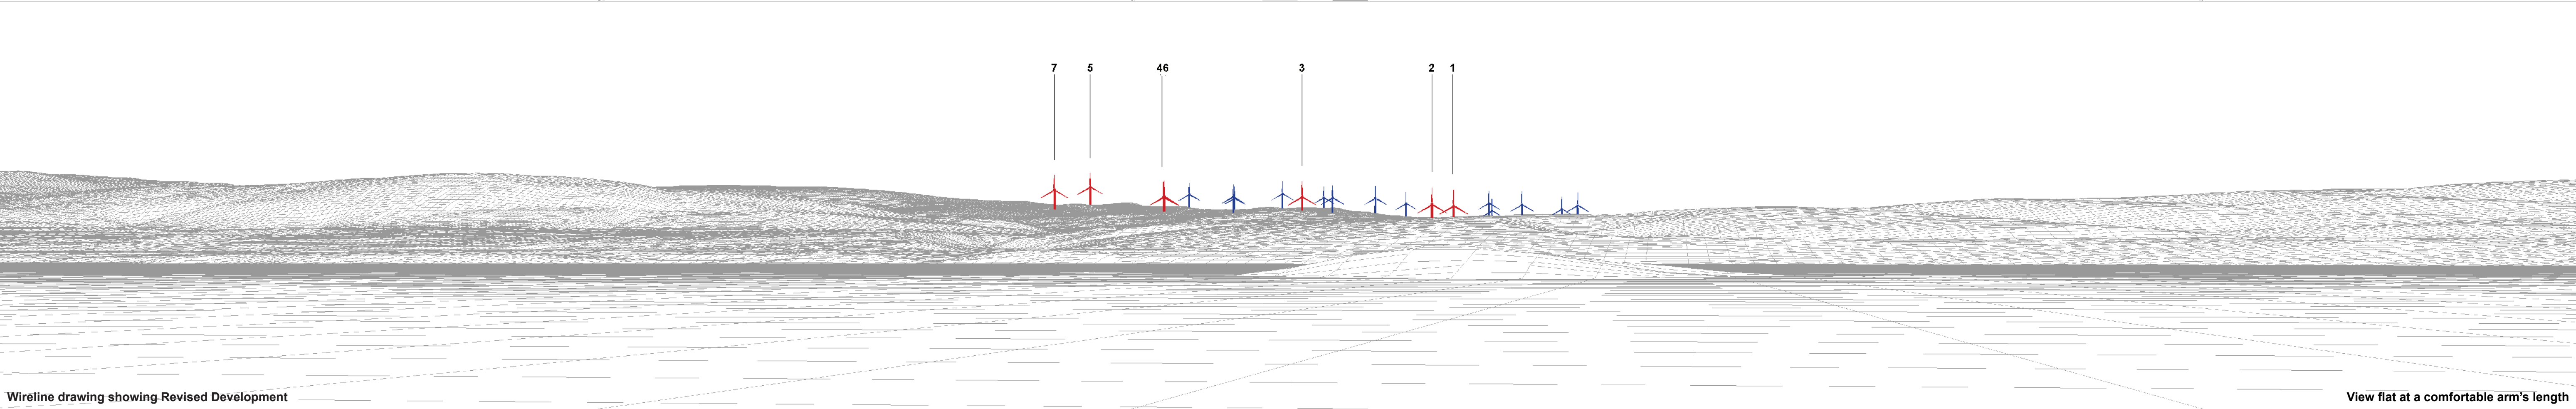 7 5 46 3 2 1
Wireline drawing showing Revised Development
View flat at a comfortable arm's length